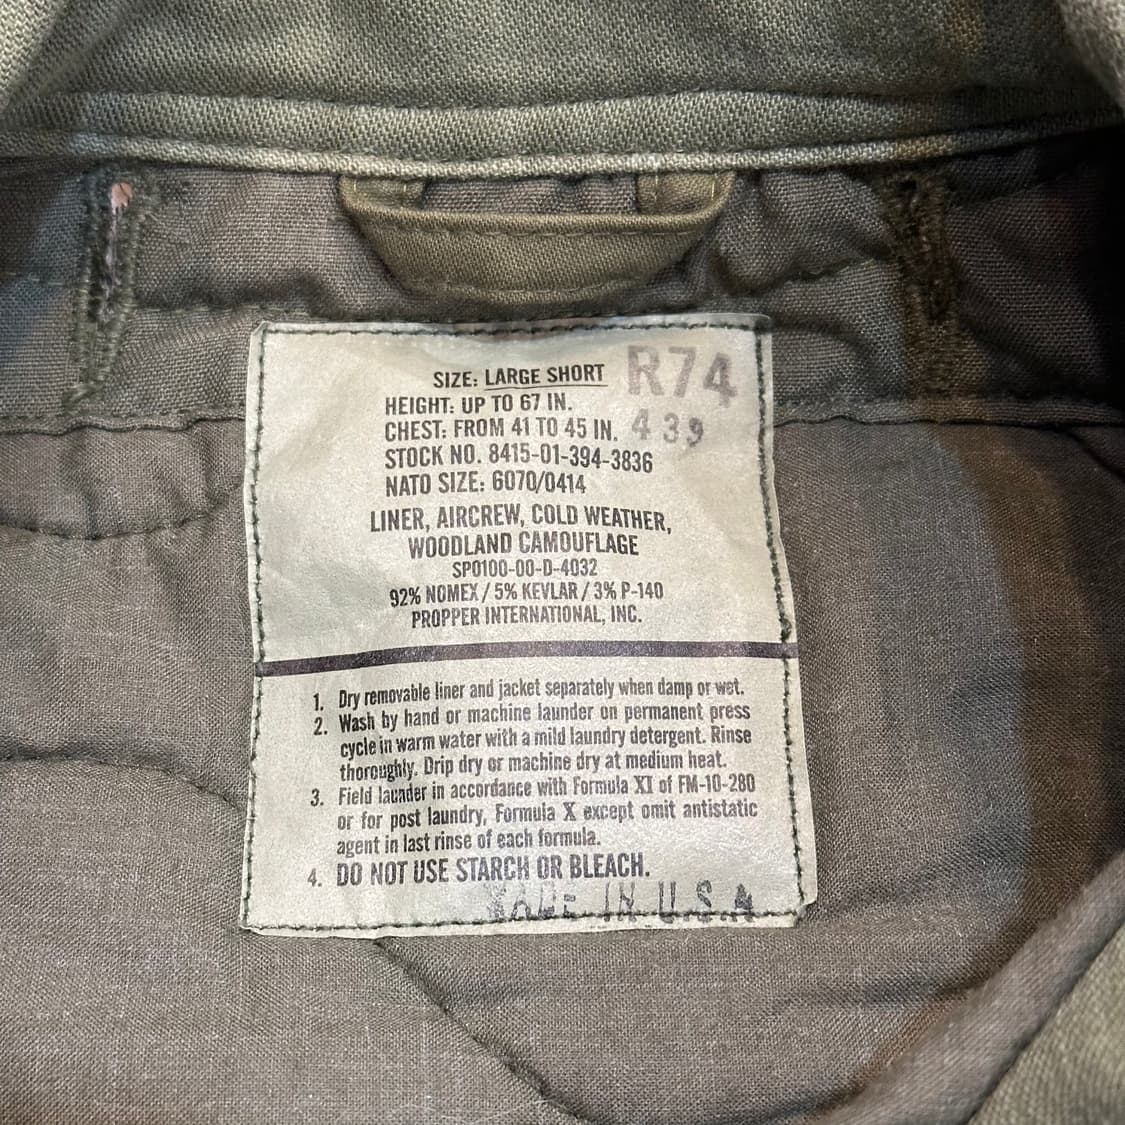 SIZE: LARGE SHORT R74
HEIGHT: UP TO 67 IN.
CHEST: FROM 41 TO 45 IN. 439
STOCK NO. 8415-01-394-3836
NATO SIZE: 6070/0414
LINER, AIRCREW, COLD WEATHER,
WOODLAND CAMOUFLAGE
SPO100-00-D-4032
92% NOMEX / 5% KEVLAR / 3% P-140
PROPPER INTERNATIONAL, INC.
1. Dry removable liner and jacket separately when damp or wet.
2. Wash by hand or machine launder on permanent press
cycle in warm water with a mild laundry detergent. Rinse
thoroughly. Drip dry or machine dry at medium heat.
3. Field launder in accordance with Formula XI of FM-10-280
or for post laundry, Formula X except omit antistatic
agent in last rinse of each formula.
4. DO NOT USE STARCH OR BLEACH.
MADE IN U.S.A